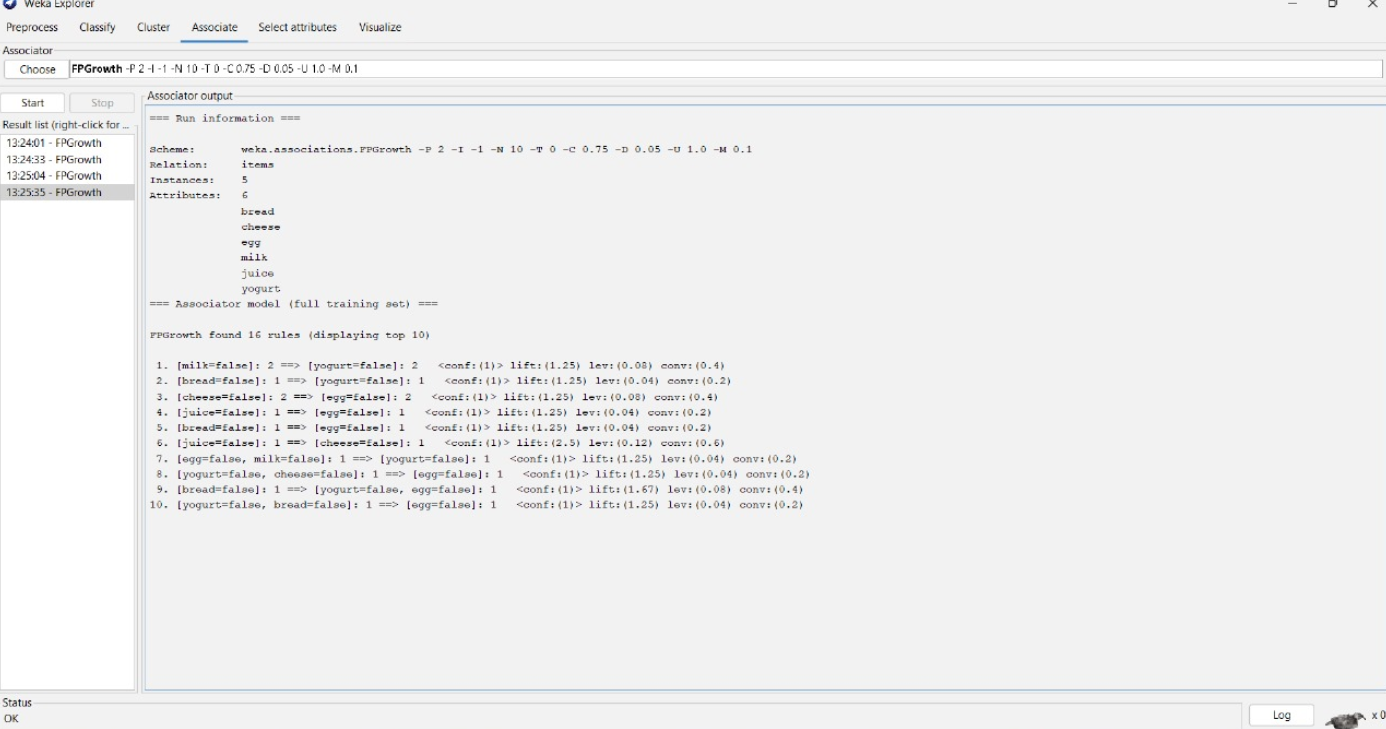 Weka Explorer
Preprocess Classify Cluster Associate Select attributes Visualize
Associator
Choose FPGrowth -P 2 -I -1 -N 10 -T 0 -C 0.75 -D 0.05 -U 1.0 -M 0.1
Start Stop
Associator output
Result list (right-click for ...
13:24:01 - FPGrowth
13:24:33 - FPGrowth
13:25:04 - FPGrowth
13:25:35 - FPGrowth
=== Run information ===
Scheme: weka.associations.FPGrowth -P 2 -I -1 -N 10 -T 0 -C 0.75 -D 0.05 -U 1.0 -M 0.1
Relation: items
Instances: 5
Attributes: 6
bread
cheese
egg
milk
juice
yogurt
=== Associator model (full training set) ===
FPGrowth found 16 rules (displaying top 10)
1. [milk=false]: 2 ==> [yogurt=false]: 2 <conf:(1)> lift:(1.25) lev:(0.08) conv:(0.4)
2. [bread=false]: 1 ==> [yogurt=false]: 1 <conf:(1)> lift:(1.25) lev:(0.04) conv:(0.2)
3. [cheese=false]: 2 ==> [egg=false]: 2 <conf:(1)> lift:(1.25) lev:(0.08) conv:(0.4)
4. [juice=false]: 1 ==> [egg=false]: 1 <conf:(1)> lift:(1.25) lev:(0.04) conv:(0.2)
5. [bread=false]: 1 ==> [egg=false]: 1 <conf:(1)> lift:(1.25) lev:(0.04) conv:(0.2)
6. [juice=false]: 1 ==> [cheese=false]: 1 <conf:(1)> lift:(2.5) lev:(0.12) conv:(0.6)
7. [egg=false, milk=false]: 1 ==> [yogurt=false]: 1 <conf:(1)> lift:(1.25) lev:(0.04) conv:(0.2)
8. [yogurt=false, cheese=false]: 1 ==> [egg=false]: 1 <conf:(1)> lift:(1.25) lev:(0.04) conv:(0.2)
9. [bread=false]: 1 ==> [yogurt=false, egg=false]: 1 <conf:(1)> lift:(1.67) lev:(0.08) conv:(0.4)
10. [yogurt=false, bread=false]: 1 ==> [egg=false]: 1 <conf:(1)> lift:(1.25) lev:(0.04) conv:(0.2)
Status
OK
Log
x 0